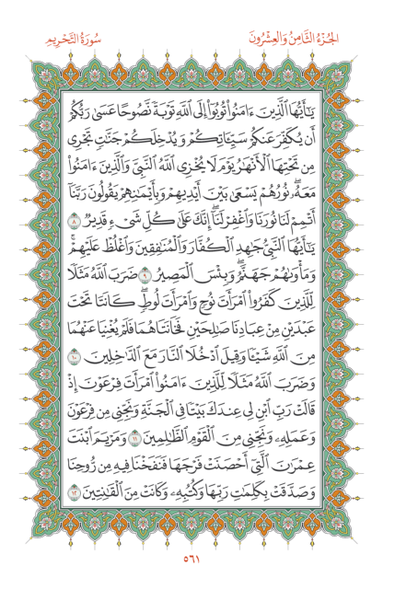 الجُزْءُ الثَّامِنُ وَالعِشْرُونَ
سُورَةُ التَّحْرِيمِ
يَٰٓأَيُّهَا ٱلَّذِينَ ءَامَنُوا۟ تُوبُوٓا۟ إِلَى ٱللَّهِ تَوْبَةً نَّصُوحًا عَسَىٰ رَبُّكُمْ
أَن يُكَفِّرَ عَنكُمْ سَيِّـَٔاتِكُمْ وَيُدْخِلَكُمْ جَنَّٰتٍ تَجْرِى
مِن تَحْتِهَا ٱلْأَنْهَٰرُ يَوْمَ لَا يُخْزِى ٱللَّهُ ٱلنَّبِىَّ وَٱلَّذِينَ ءَامَنُوا۟
مَعَهُۥ ۖ نُورُهُمْ يَسْعَىٰ بَيْنَ أَيْدِيهِمْ وَبِأَيْمَٰنِهِمْ يَقُولُونَ رَبَّنَآ
أَتْمِمْ لَنَا نُورَنَا وَٱغْفِرْ لَنَآ ۖ إِنَّكَ عَلَىٰ كُلِّ شَىْءٍ قَدِيرٌ ٨
يَٰٓأَيُّهَا ٱلنَّبِىُّ جَٰهِدِ ٱلْكُفَّارَ وَٱلْمُنَٰفِقِينَ وَٱغْلُظْ عَلَيْهِمْ ۚ
وَمَأْوَىٰهُمْ جَهَنَّمُ ۖ وَبِئْسَ ٱلْمَصِيرُ ٩ ضَرَبَ ٱللَّهُ مَثَلًا
لِّلَّذِينَ كَفَرُوا۟ ٱمْرَأَتَ نُوحٍ وَٱمْرَأَتَ لُوطٍ ۖ كَانَتَا تَحْتَ
عَبْدَيْنِ مِنْ عِبَادِنَا صَٰلِحَيْنِ فَخَانَتَاهُمَا فَلَمْ يُغْنِيَا عَنْهُمَا
مِنَ ٱللَّهِ شَيْـًٔا وَقِيلَ ٱدْخُلَا ٱلنَّارَ مَعَ ٱلدَّٰخِلِينَ ١٠
وَضَرَبَ ٱللَّهُ مَثَلًا لِّلَّذِينَ ءَامَنُوا۟ ٱمْرَأَتَ فِرْعَوْنَ إِذْ
قَالَتْ رَبِّ ٱبْنِ لِى عِندَكَ بَيْتًا فِى ٱلْجَنَّةِ وَنَجِّنِى مِن فِرْعَوْنَ
وَعَمَلِهِۦ وَنَجِّنِى مِنَ ٱلْقَوْمِ ٱلظَّٰلِمِينَ ١١ وَمَرْيَمَ ٱبْنَتَ
عِمْرَٰنَ ٱلَّتِىٓ أَحْصَنَتْ فَرْجَهَا فَنَفَخْنَا فِيهِ مِن رُّوحِنَا
وَصَدَّقَتْ بِكَلِمَٰتِ رَبِّهَا وَكُتُبِهِۦ وَكَانَتْ مِنَ ٱلْقَٰنِتِينَ ١٢
٥٦١